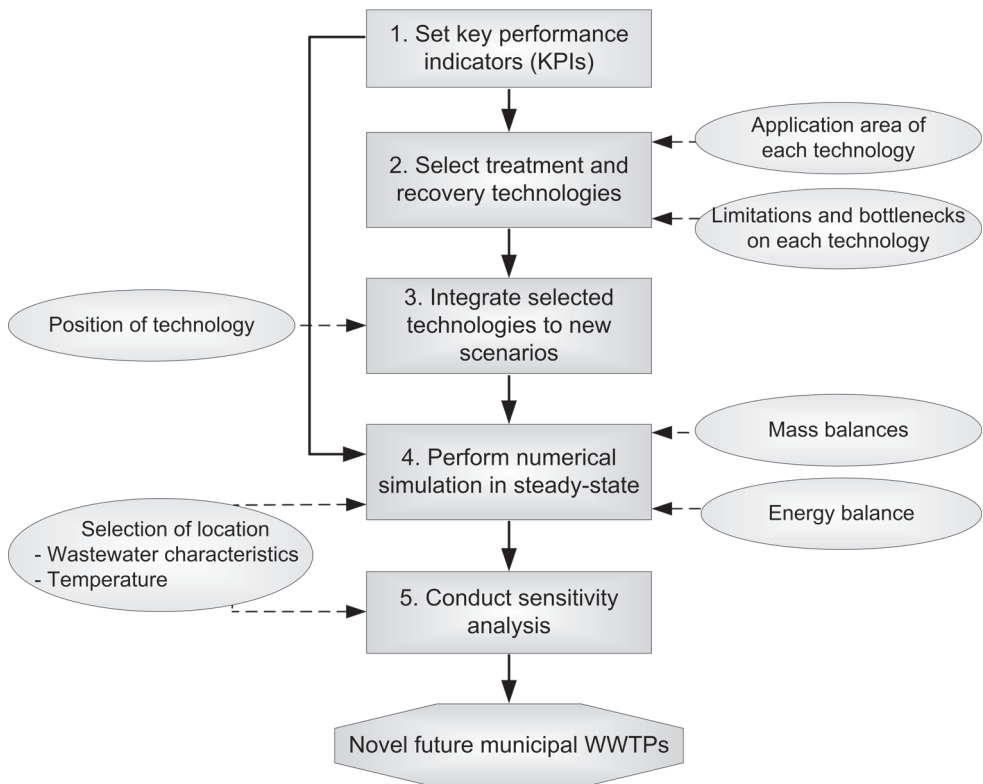 1. Set key performance
indicators (KPIs)
Application area of
each technology
2. Select treatment and
recovery technologies
Limitations and bottlenecks
on each technology
3. Integrate selected
technologies to new
scenarios
Position of technology
Mass balances
4. Perform numerical
simulation in steady-state
Energy balance
Selection of location
- Wastewater characteristics
- Temperature
5. Conduct sensitivity
analysis
Novel future municipal WWTPs